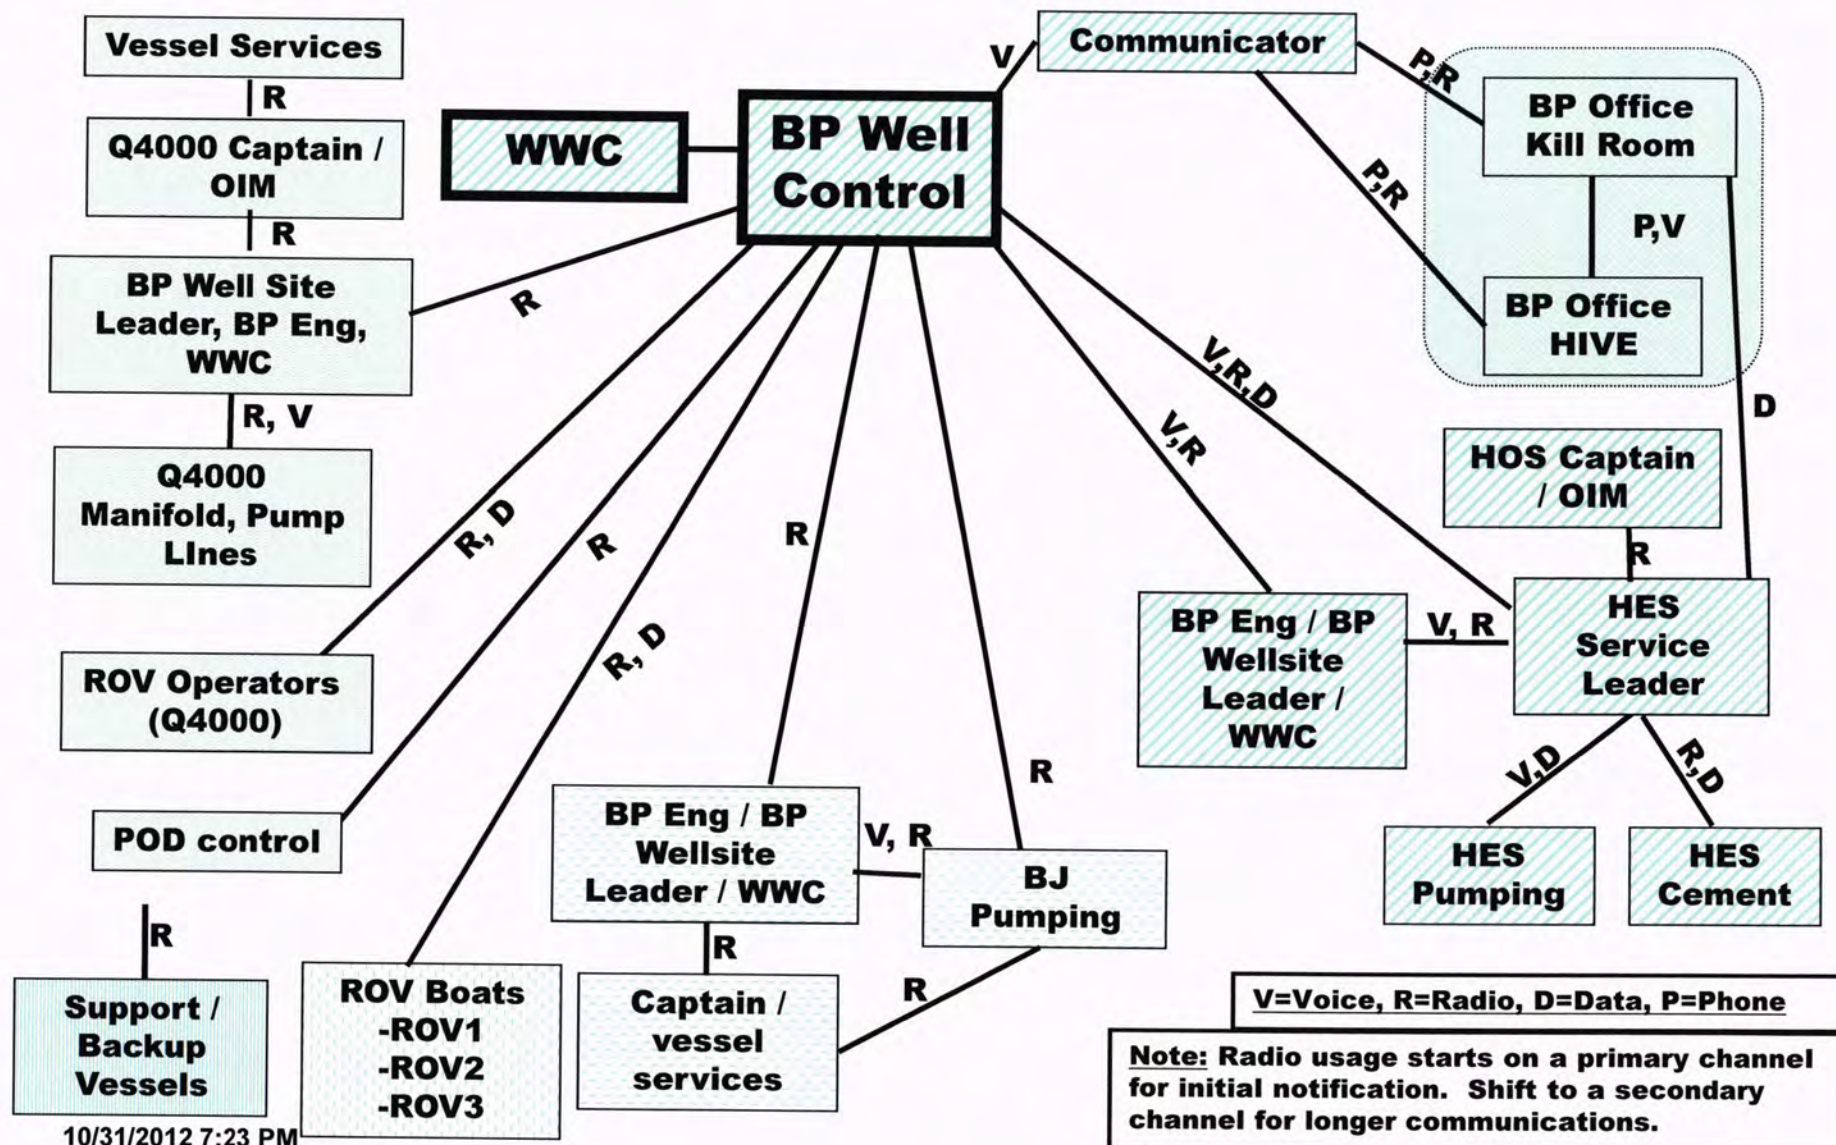 Vessel Services
R
Q4000 Captain /
OIM
R
BP Well Site
Leader, BP Eng,
WWC
R, V
Q4000
Manifold, Pump
LInes
WWC
BP Well
Control
V
Communicator
P,R
P,R
BP Office
Kill Room
P,V
BP Office
HIVE
D
R
R, D
R
R, D
R
R
V,R
V,R,D
HOS Captain
/ OIM
R
ROV Operators
(Q4000)
POD control
R
Support /
Backup
Vessels
ROV Boats
-ROV1
-ROV2
-ROV3
BP Eng / BP
Wellsite
Leader / WWC
V, R
BJ
Pumping
R
R
Captain /
vessel
services
BP Eng / BP
Wellsite
Leader /
WWC
V, R
HES
Service
Leader
V,D
R,D
HES
Pumping
HES
Cement
V=Voice, R=Radio, D=Data, P=Phone
Note: Radio usage starts on a primary channel
for initial notification. Shift to a secondary
channel for longer communications.
10/31/2012 7:23 PM